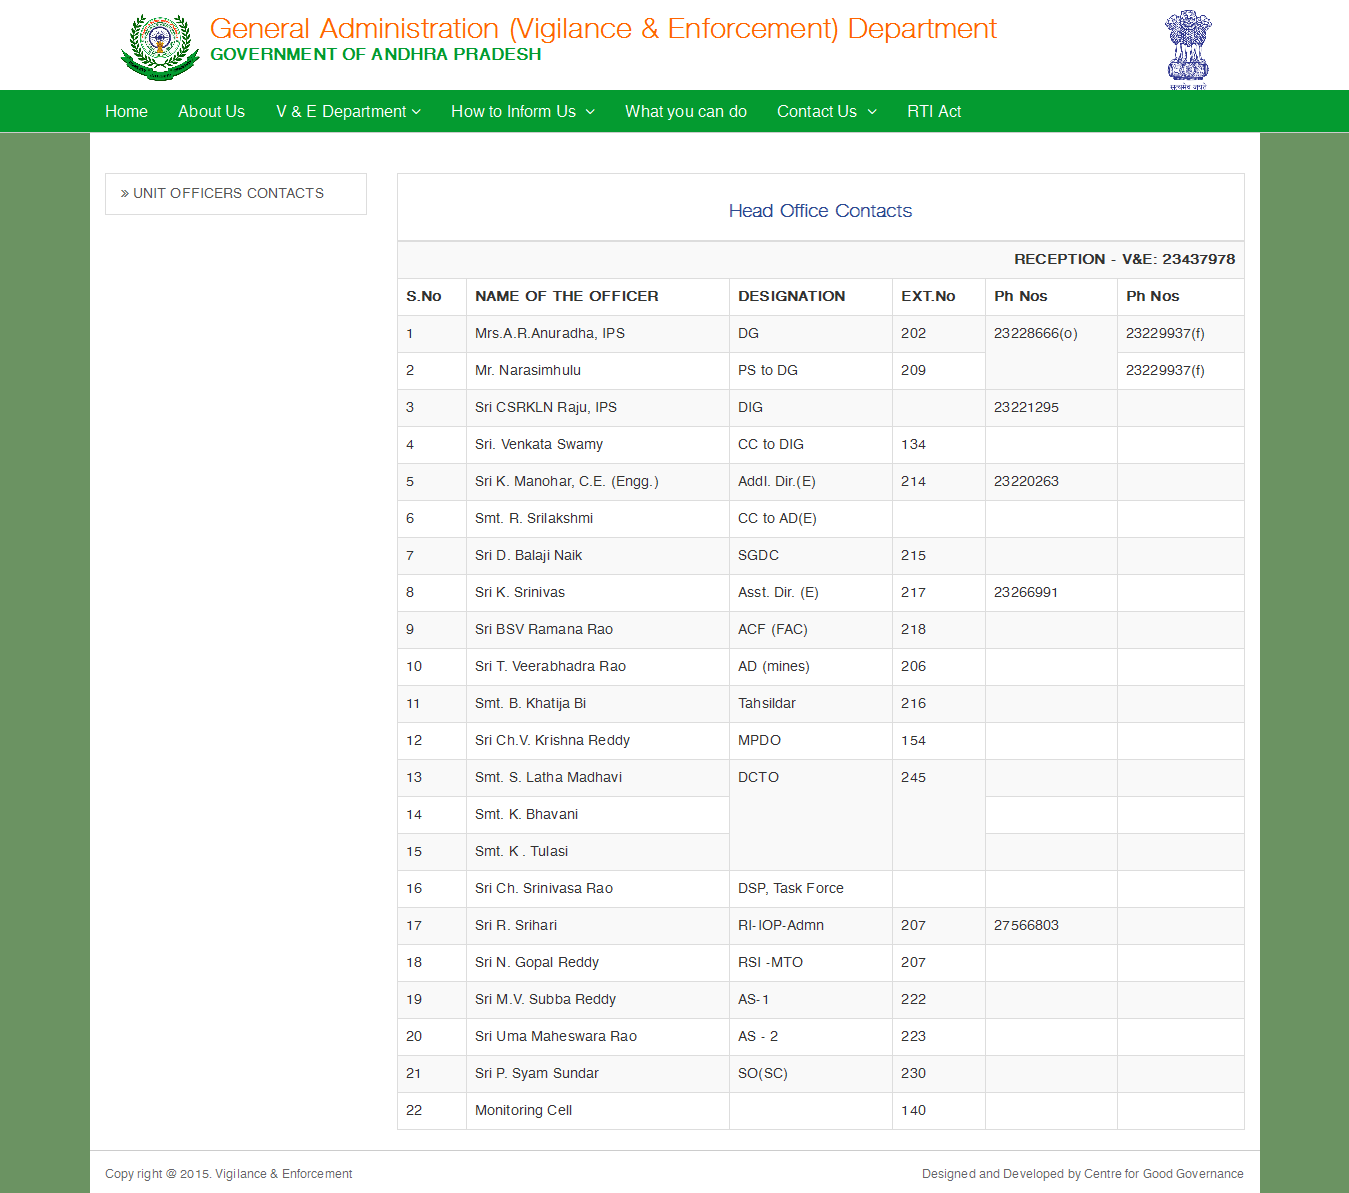 General Administration (Vigilance & Enforcement) Department
GOVERNMENT OF ANDHRA PRADESH
सत्यमेव जयते
Home About Us V & E Department How to Inform Us What you can do Contact Us RTI Act
» UNIT OFFICERS CONTACTS
Head Office Contacts
RECEPTION - V&E: 23437978
S.No NAME OF THE OFFICER DESIGNATION EXT.No Ph Nos Ph Nos
1 Mrs.A.R.Anuradha, IPS DG 202 23228666(o) 23229937(f)
2 Mr. Narasimhulu PS to DG 209 23229937(f)
3 Sri CSRKLN Raju, IPS DIG 23221295
4 Sri. Venkata Swamy CC to DIG 134
5 Sri K. Manohar, C.E. (Engg.) Addl. Dir.(E) 214 23220263
6 Smt. R. Srilakshmi CC to AD(E)
7 Sri D. Balaji Naik SGDC 215
8 Sri K. Srinivas Asst. Dir. (E) 217 23266991
9 Sri BSV Ramana Rao ACF (FAC) 218
10 Sri T. Veerabhadra Rao AD (mines) 206
11 Smt. B. Khatija Bi Tahsildar 216
12 Sri Ch.V. Krishna Reddy MPDO 154
13 Smt. S. Latha Madhavi DCTO 245
14 Smt. K. Bhavani
15 Smt. K . Tulasi
16 Sri Ch. Srinivasa Rao DSP, Task Force
17 Sri R. Srihari RI-IOP-Admn 207 27566803
18 Sri N. Gopal Reddy RSI -MTO 207
19 Sri M.V. Subba Reddy AS-1 222
20 Sri Uma Maheswara Rao AS - 2 223
21 Sri P. Syam Sundar SO(SC) 230
22 Monitoring Cell 140
Copy right @ 2015. Vigilance & Enforcement Designed and Developed by Centre for Good Governance